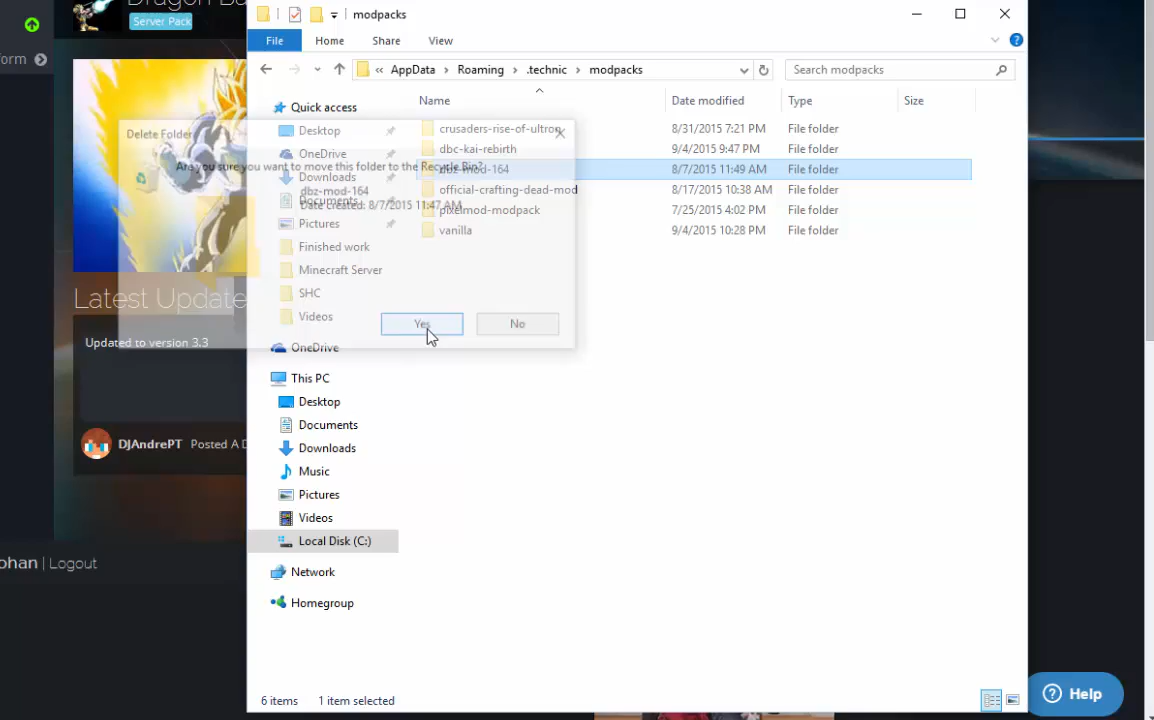 Server Pack
form
Latest Update
Updated to version 3.3
DJAndrePT Posted A D
ohan | Logout
modpacks
File Home Share View
« AppData › Roaming › .technic › modpacks
Search modpacks
Quick access
Desktop
OneDrive
Downloads
Documents
Pictures
Finished work
Minecraft Server
SHC
Videos
OneDrive
This PC
Desktop
Documents
Downloads
Music
Pictures
Videos
Local Disk (C:)
Network
Homegroup
Name Date modified Type Size
crusaders-rise-of-ultron 8/31/2015 7:21 PM File folder
dbc-kai-rebirth 9/4/2015 9:47 PM File folder
dbz-mod-164 8/7/2015 11:49 AM File folder
official-crafting-dead-mod 8/17/2015 10:38 AM File folder
pixelmod-modpack 7/25/2015 4:02 PM File folder
vanilla 9/4/2015 10:28 PM File folder
Delete Folder
Are you sure you want to move this folder to the Recycle Bin?
dbz-mod-164
Date created: 8/7/2015 11:47 AM
Yes No
6 items 1 item selected
Help